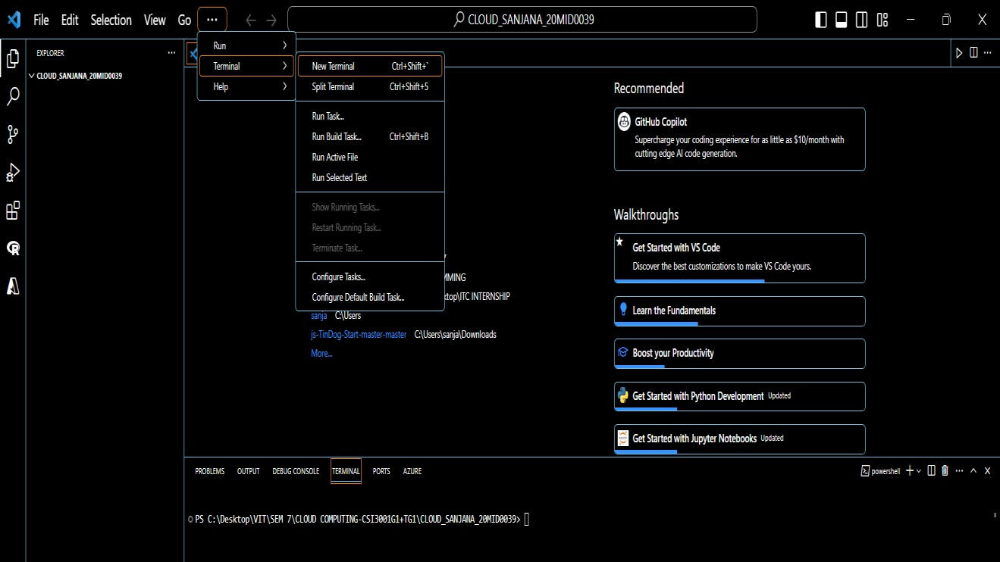 File Edit Selection View Go ...
CLOUD_SANJANA_20MID0039
EXPLORER
CLOUD_SANJANA_20MID0039
Run
Terminal
Help
New Terminal Ctrl+Shift+`
Split Terminal Ctrl+Shift+5
Run Task...
Run Build Task... Ctrl+Shift+B
Run Active File
Run Selected Text
Show Running Tasks...
Restart Running Task...
Terminate Task...
Configure Tasks...
Configure Default Build Task...
MMING
ktop\ITC INTERNSHIP
sanja C:\Users
js-TinDog-Start-master-master C:\Users\sanja\Downloads
More...
Recommended
GitHub Copilot
Supercharge your coding experience for as little as $10/month with
cutting edge AI code generation.
Walkthroughs
Get Started with VS Code
Discover the best customizations to make VS Code yours.
Learn the Fundamentals
Boost your Productivity
Get Started with Python Development Updated
Get Started with Jupyter Notebooks Updated
PROBLEMS OUTPUT DEBUG CONSOLE TERMINAL PORTS AZURE
powershell
PS C:\Desktop\VIT\SEM 7\CLOUD COMPUTING-CSI3001G1+TG1\CLOUD_SANJANA_20MID0039>